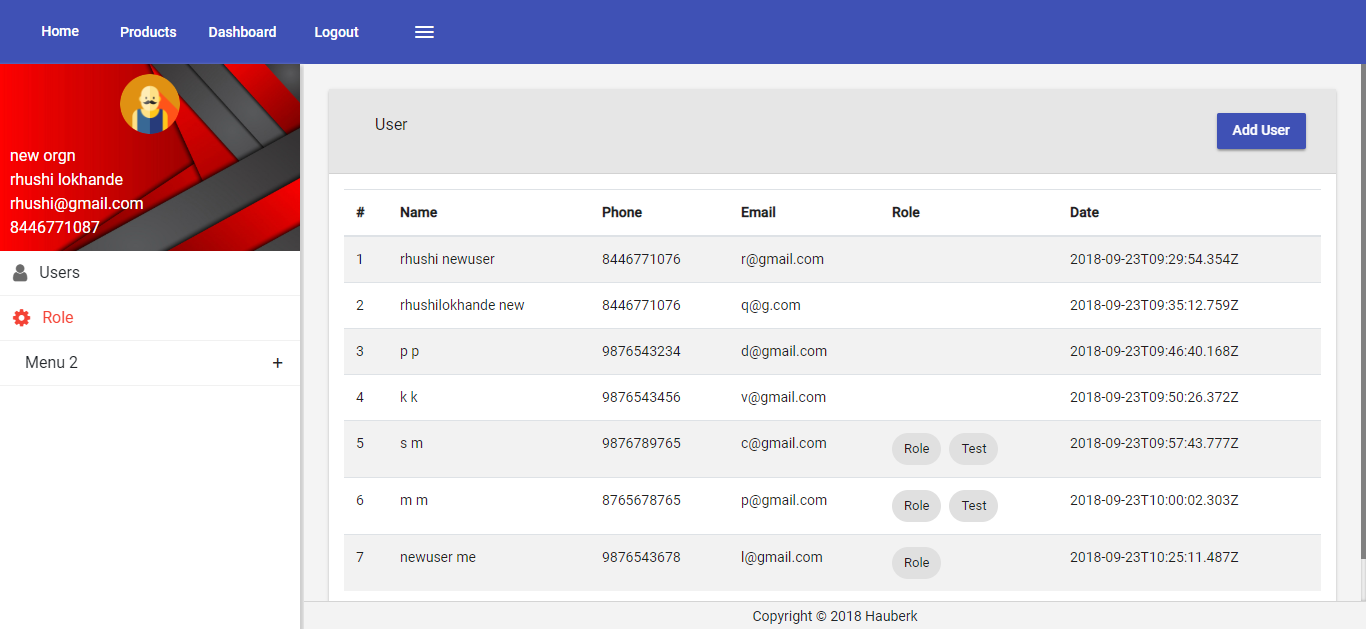 Home Products Dashboard Logout
new orgn
rhushi lokhande
rhushi@gmail.com
8446771087
Users
Role
Menu 2 +
User Add User
# Name Phone Email Role Date
1 rhushi newuser 8446771076 r@gmail.com 2018-09-23T09:29:54.354Z
2 rhushilokhande new 8446771076 q@g.com 2018-09-23T09:35:12.759Z
3 p p 9876543234 d@gmail.com 2018-09-23T09:46:40.168Z
4 k k 9876543456 v@gmail.com 2018-09-23T09:50:26.372Z
5 s m 9876789765 c@gmail.com Role Test 2018-09-23T09:57:43.777Z
6 m m 8765678765 p@gmail.com Role Test 2018-09-23T10:00:02.303Z
7 newuser me 9876543678 l@gmail.com Role 2018-09-23T10:25:11.487Z
Copyright © 2018 Hauberk